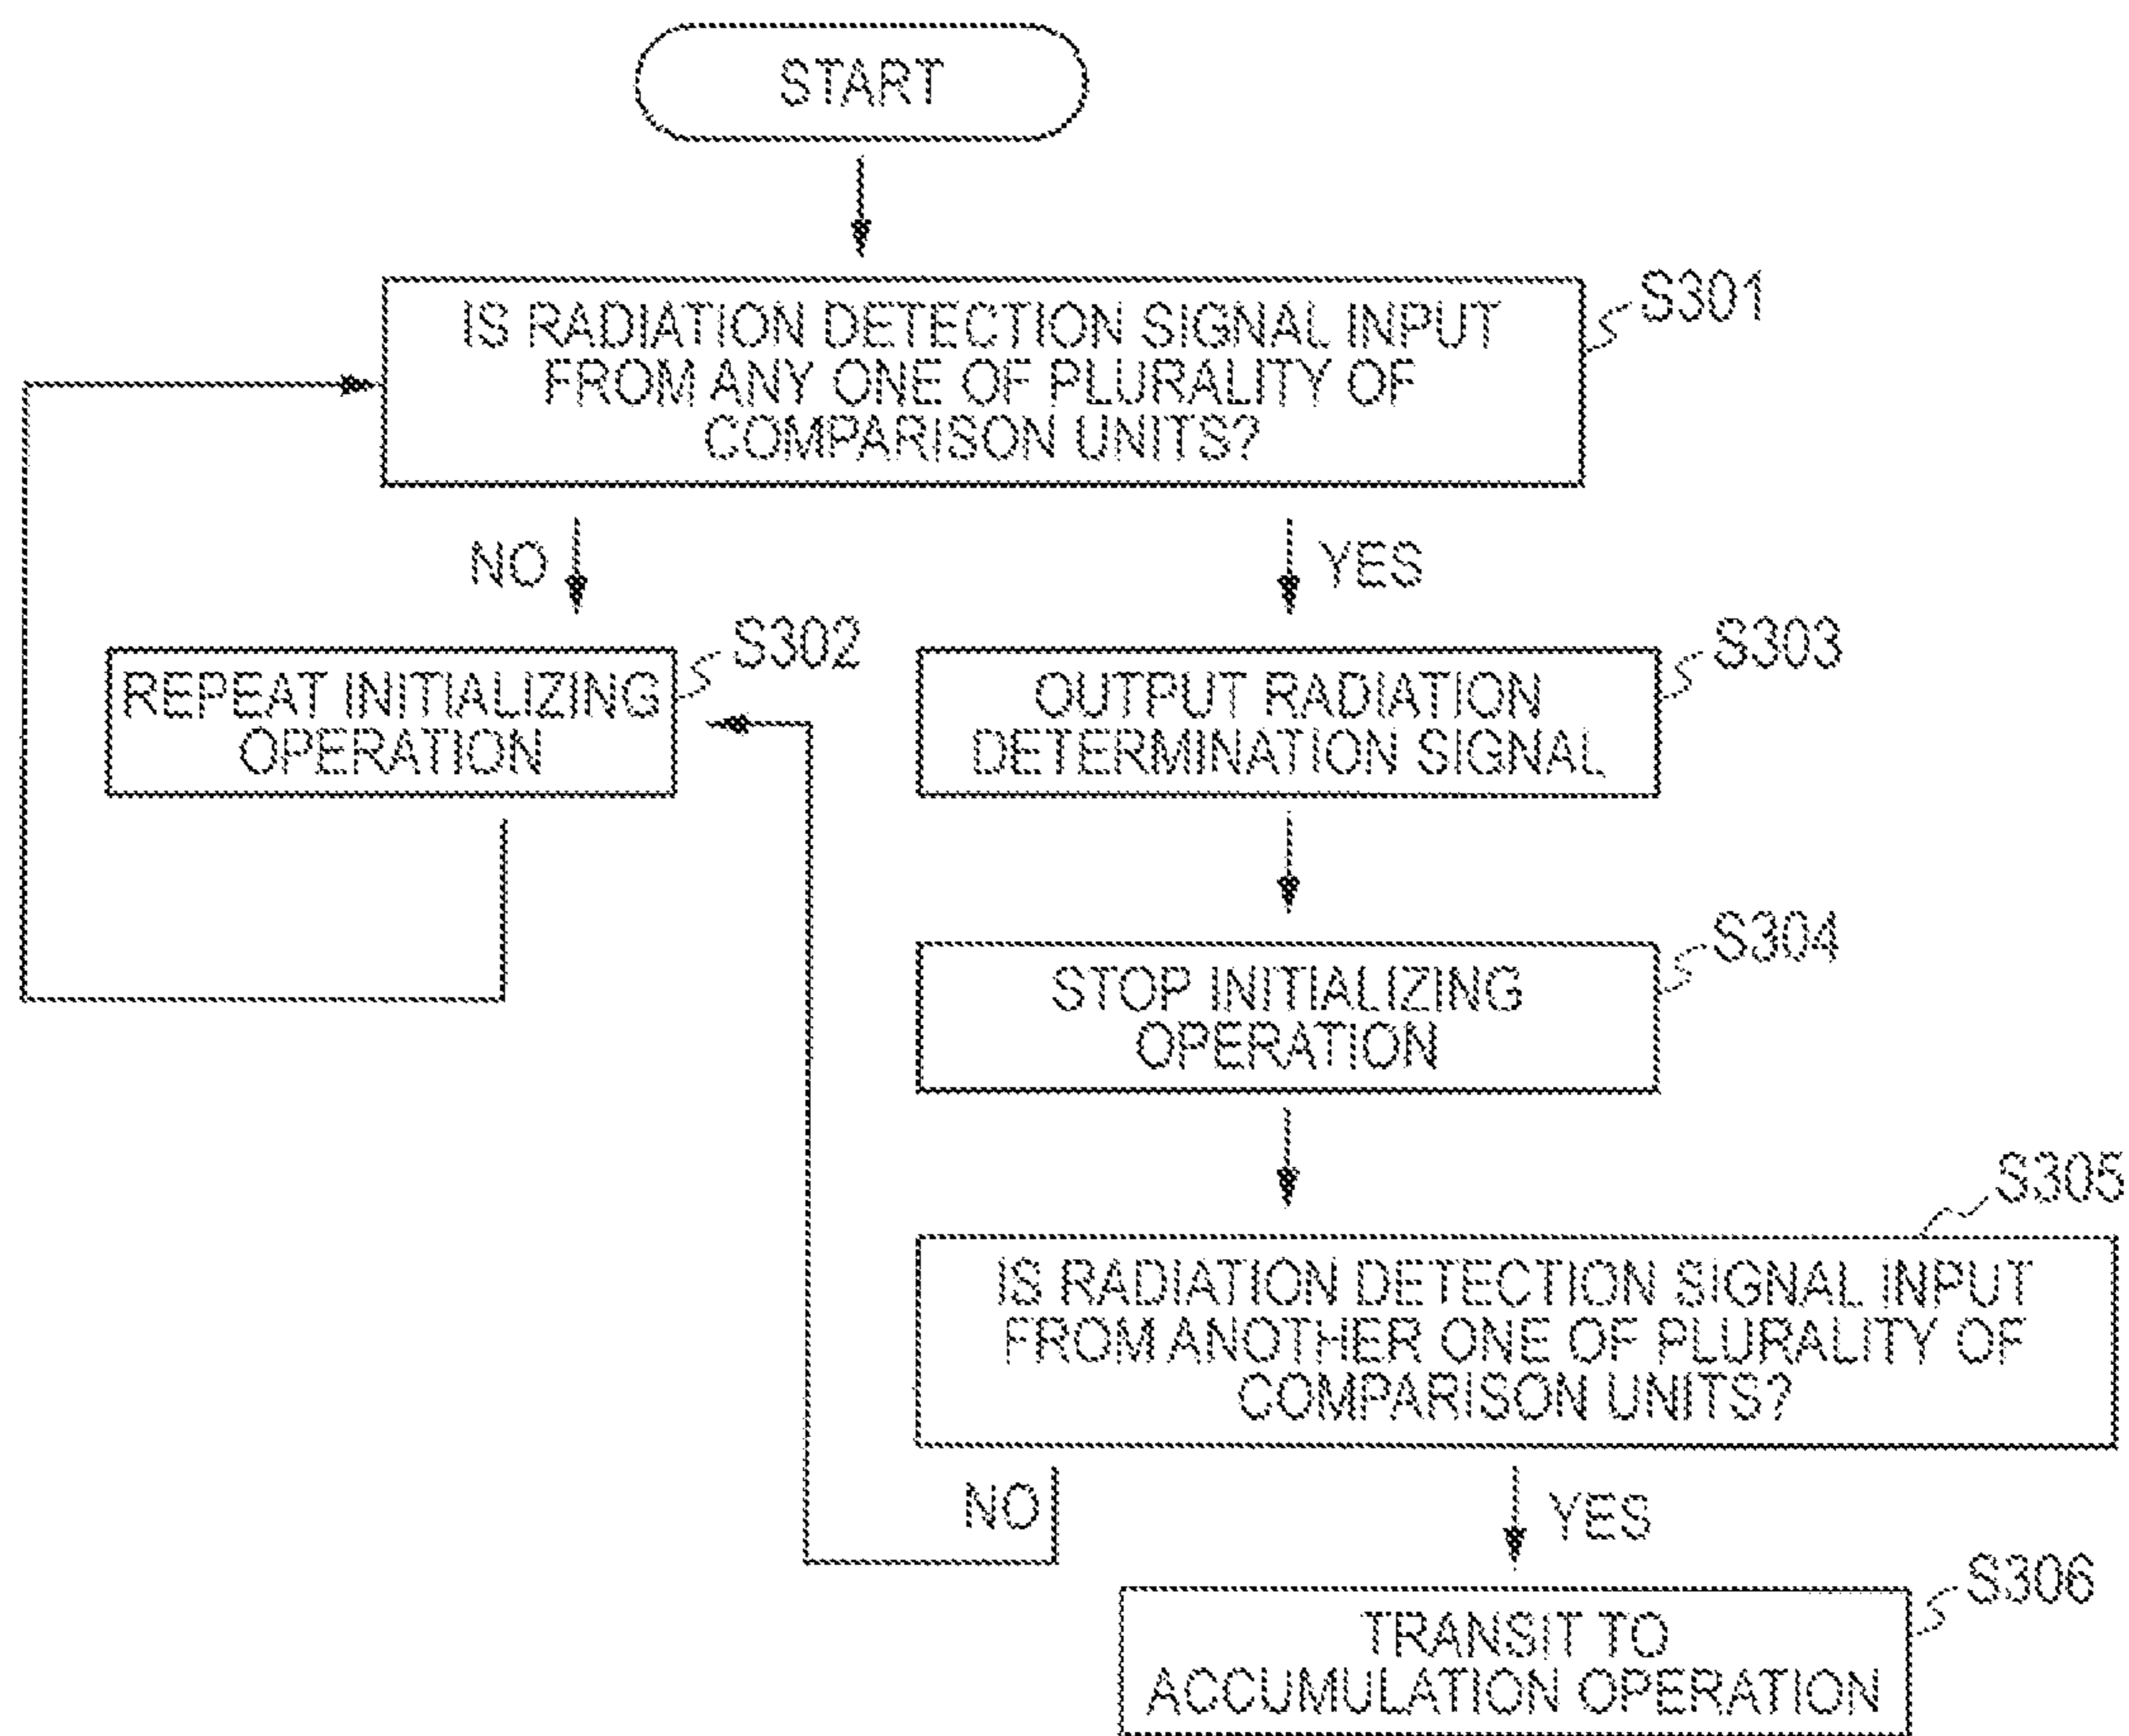 START
IS RADIATION DETECTION SIGNAL INPUT
FROM ANY ONE OF PLURALITY OF
COMPARISON UNITS?
S301
NO
YES
REPEAT INITIALIZING
OPERATION
S302
OUTPUT RADIATION
DETERMINATION SIGNAL
S303
STOP INITIALIZING
OPERATION
S304
IS RADIATION DETECTION SIGNAL INPUT
FROM ANOTHER ONE OF PLURALITY OF
COMPARISON UNITS?
S305
NO
YES
TRANSIT TO
ACCUMULATION OPERATION
S306